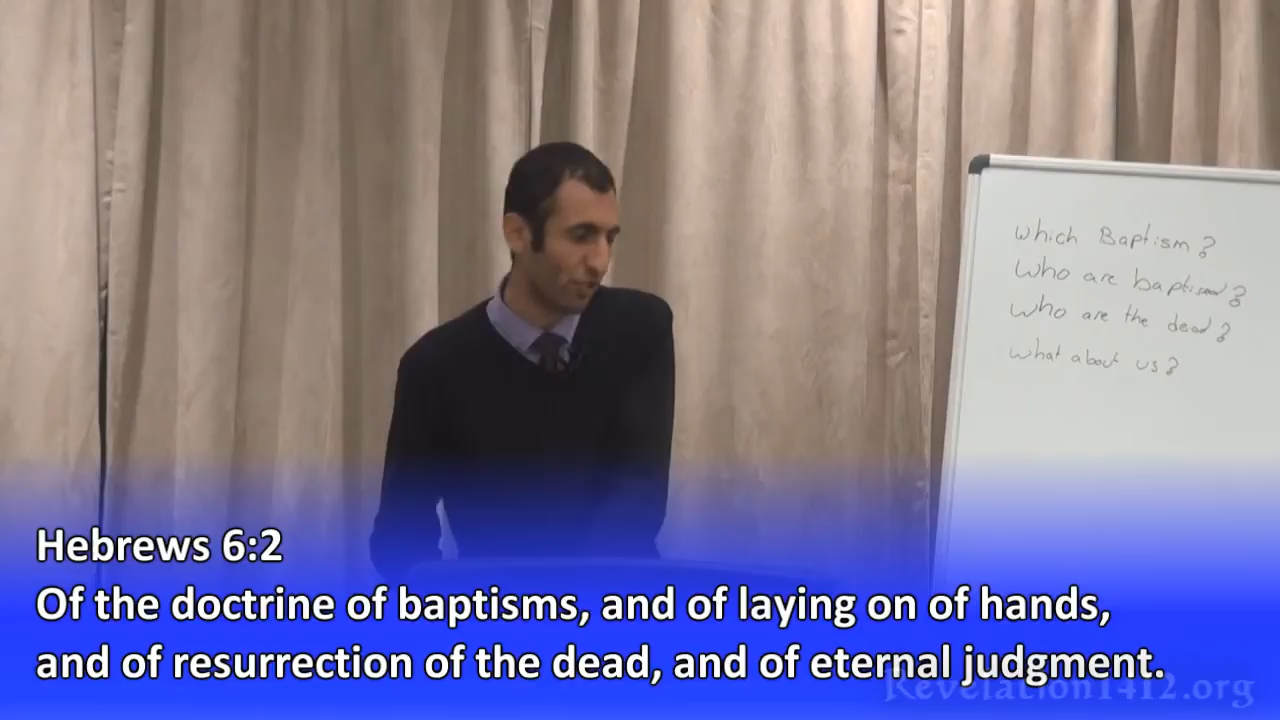 which Baptism?
Who are baptised?
Who are the dead?
what about us?
Hebrews 6:2
Of the doctrine of baptisms, and of laying on of hands,
and of resurrection of the dead, and of eternal judgment.
Revelation1412.org